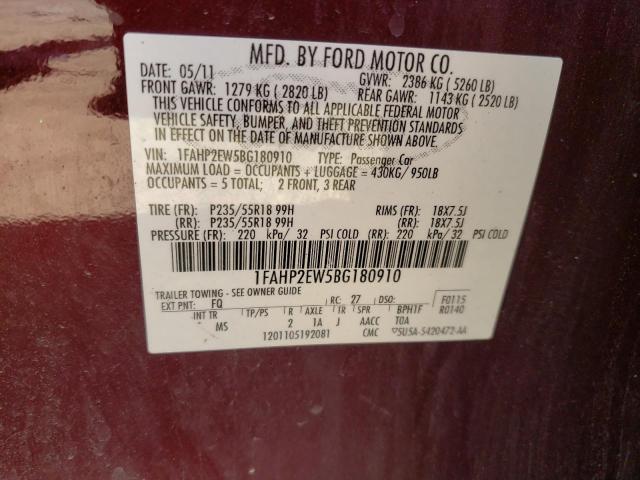 MFD. BY FORD MOTOR CO.
DATE: 05/11 GVWR: 2386 KG ( 5260 LB)
FRONT GAWR: 1279 KG ( 2820 LB) REAR GAWR: 1143 KG ( 2520 LB)
THIS VEHICLE CONFORMS TO ALL APPLICABLE FEDERAL MOTOR
VEHICLE SAFETY, BUMPER, AND THEFT PREVENTION STANDARDS
IN EFFECT ON THE DATE OF MANUFACTURE SHOWN ABOVE.
VIN: 1FAHP2EW5BG180910 TYPE: Passenger Car
MAXIMUM LOAD = OCCUPANTS + LUGGAGE = 430KG/ 950LB
OCCUPANTS = 5 TOTAL; 2 FRONT, 3 REAR
TIRE (FR): P235/55R18 99H RIMS (FR): 18X7.5J
(RR): P235/55R18 99H (RR): 18X7.5J
PRESSURE (FR): 220 kPa/ 32 PSI COLD (RR): 220 kPa/ 32 PSI COLD
1FAHP2EW5BG180910
TRAILER TOWING - SEE OWNER GUIDE
EXT PNT: FQ RC: 27 F0115
INT TR TP/PS R AXLE TR SPR BPHTF R0140
MS 2 1A J AACC T0A
1201105192081 CMC 5U5A-5420472-AA